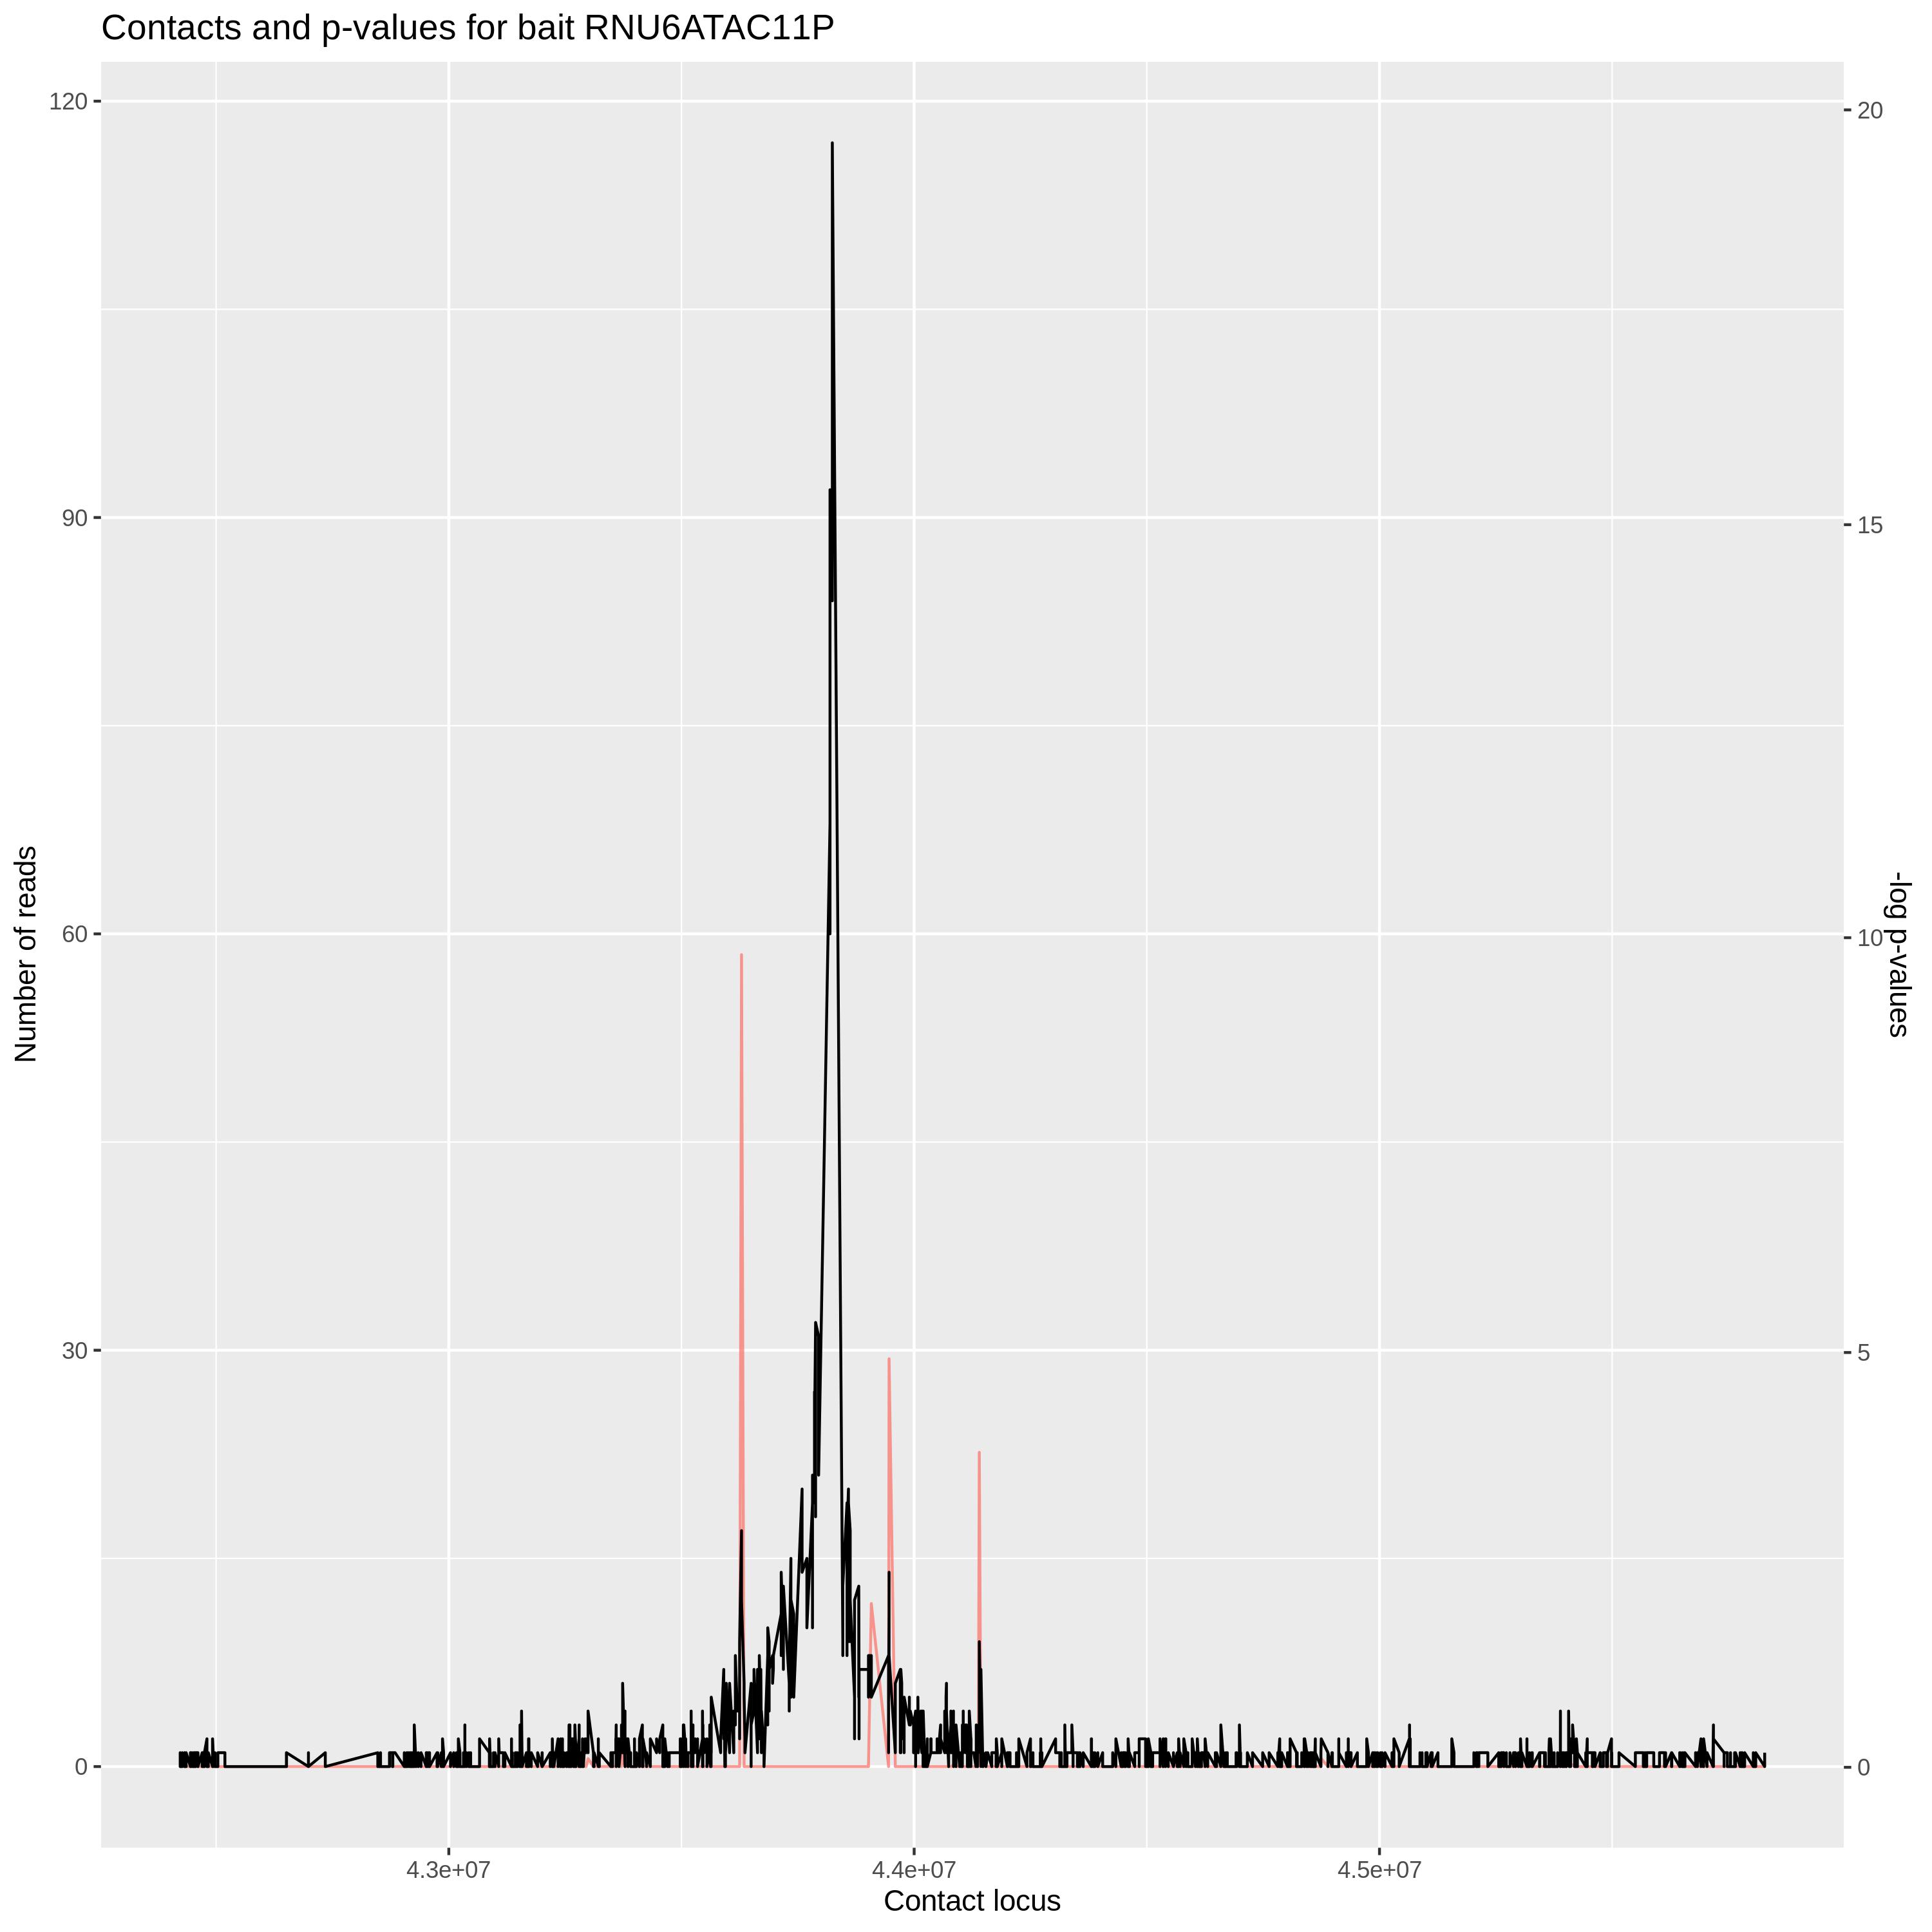 Contacts and p-values for bait RNU6ATAC11P
120
90
60
30
0
Number of reads
20
15
10
5
0
-log p-values
4.3e+07
4.4e+07
4.5e+07
Contact locus